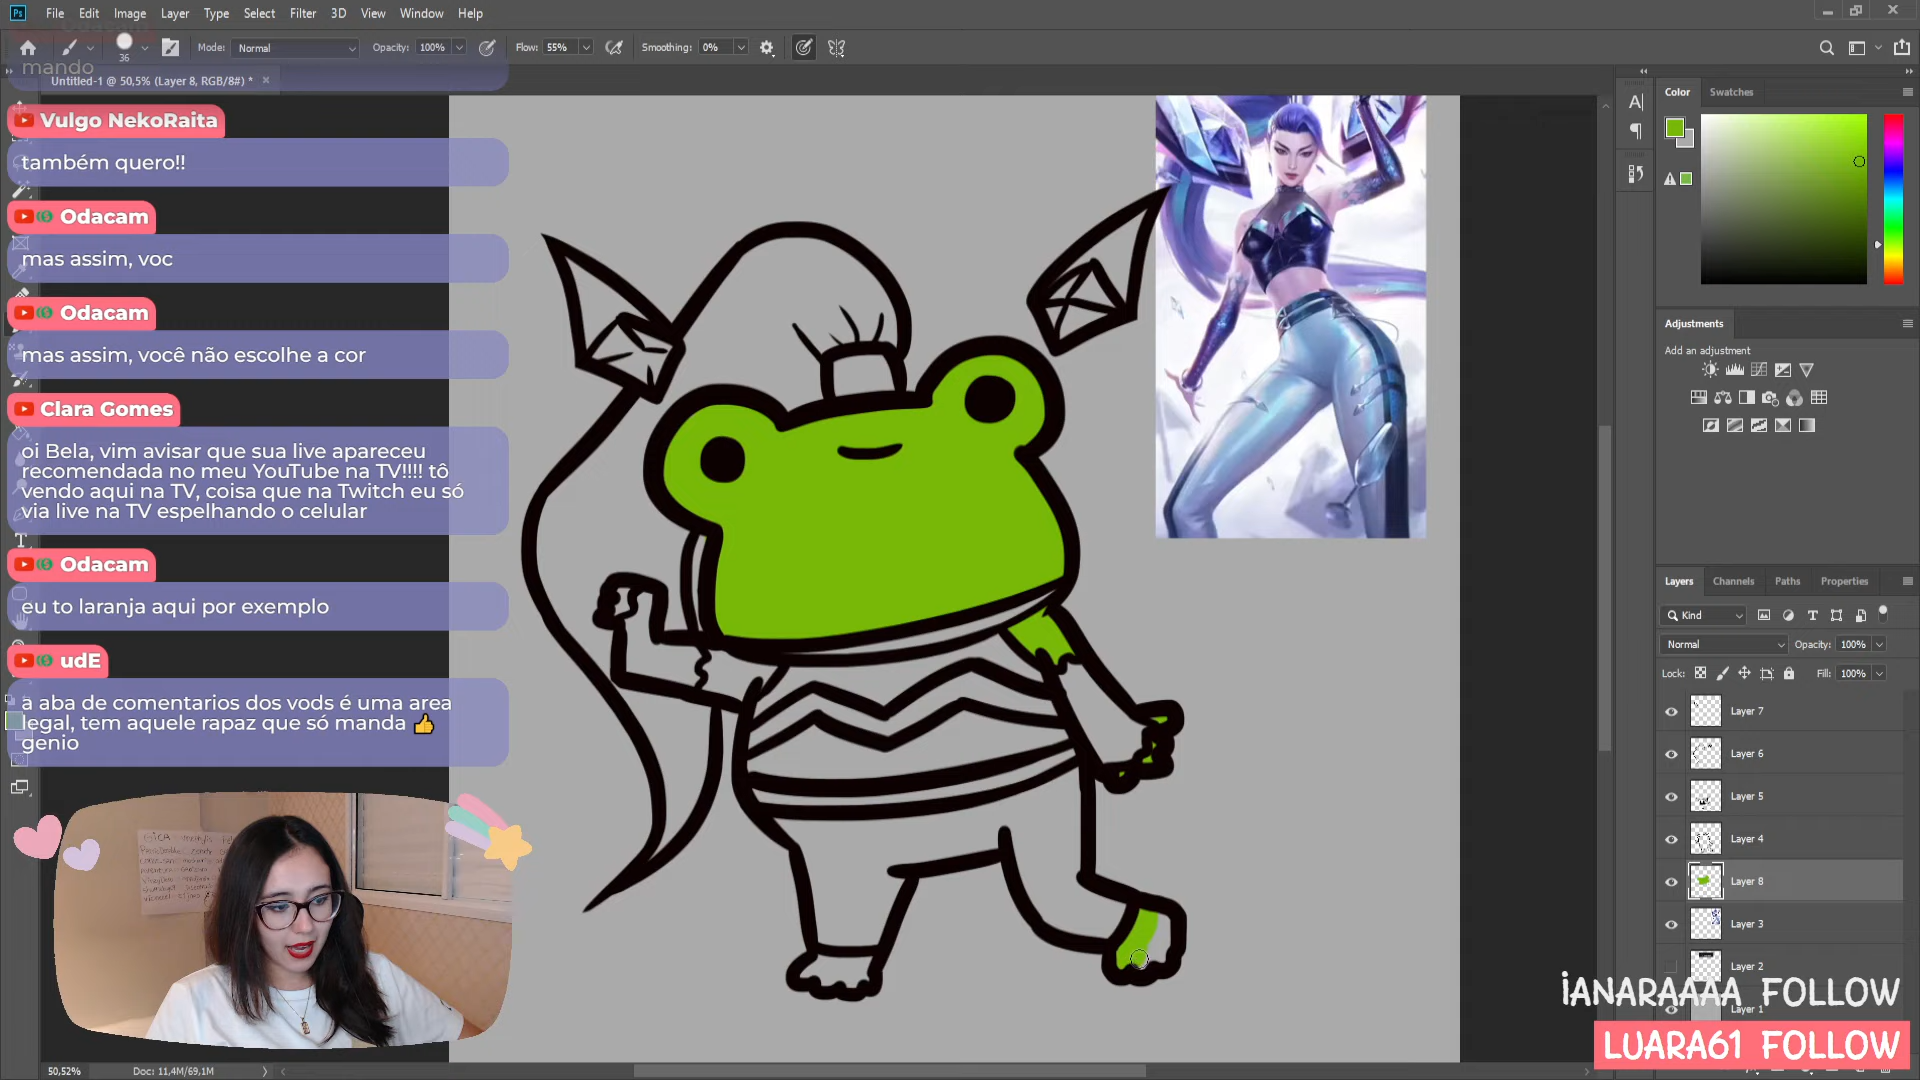 File Edit Image Layer Type Select Filter 3D View Window Help
36
Mode: Normal Opacity: 100% Flow: 55% Smoothing: 0%
Untitled-1 @ 50,5% (Layer 8, RGB/8#) *
mando
Vulgo NekoRaita
também quero!!
Odacam
mas assim, voc
Odacam
mas assim, você não escolhe a cor
Clara Gomes
oi Bela, vim avisar que sua live apareceu
recomendada no meu YouTube na TV!!!! tô
vendo aqui na TV, coisa que na Twitch eu só
via live na TV espelhando o celular
Odacam
eu to laranja aqui por exemplo
udE
a aba de comentarios dos vods é uma area
legal, tem aquele rapaz que só manda 👍
genio
50,52% Doc: 11,4M/69,1M
Color Swatches
Adjustments
Add an adjustment
Layers Channels Paths Properties
Kind
Normal Opacity: 100%
Lock: Fill: 100%
Layer 7
Layer 6
Layer 5
Layer 4
Layer 8
Layer 3
Layer 2
Layer 1
IANARAAAA FOLLOW
LUARA61 FOLLOW